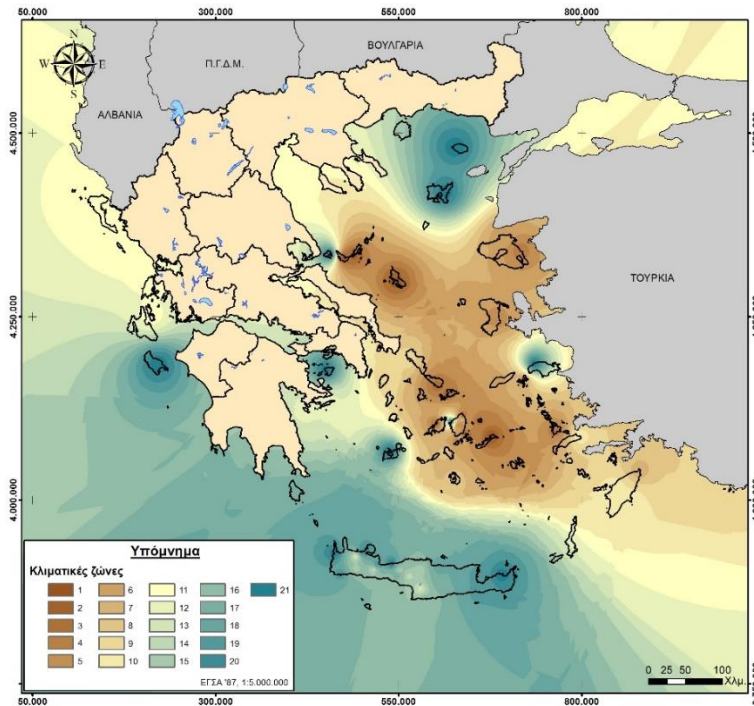 50.000 300.000 550.000 800.000
N
W E
S
Π.Γ.Δ.Μ.
ΒΟΥΛΓΑΡΙΑ
ΑΛΒΑΝΙΑ
4.500.000
ΤΟΥΡΚΙΑ
4.250.000
4.000.000
Υπόμνημα
Κλιματικές ζώνες
1 6 11 16 21
2 7 12 17
3 8 13 18
4 9 14 19
5 10 15 20
ΕΓΣΑ '87, 1:5.000.000
0 25 50 100
Χλμ.
50.000 300.000 550.000 800.000